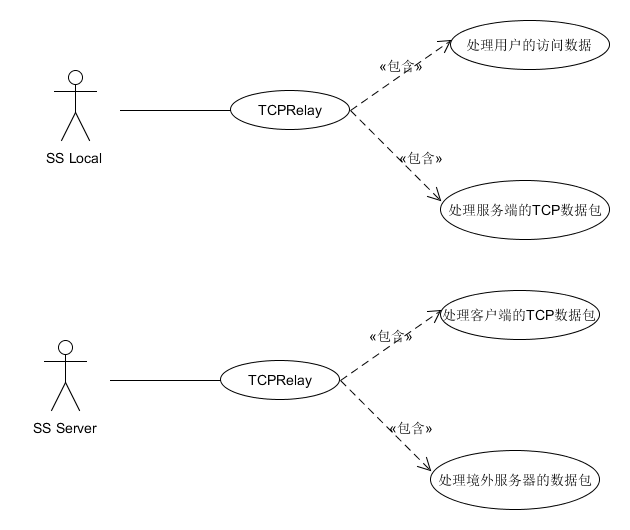 处理用户的访问数据
«包含»
TCPRelay
SS Local
«包含»
处理服务端的TCP数据包
处理客户端的TCP数据包
«包含»
TCPRelay
SS Server
«包含»
处理境外服务器的数据包